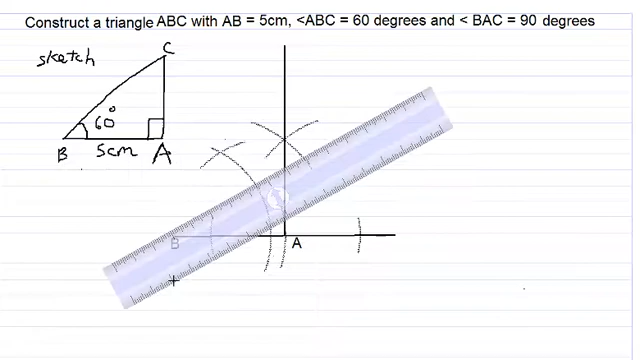 Construct a triangle ABC with AB = 5cm, <ABC = 60 degrees and < BAC = 90 degrees
sketch
C
60°
B 5cm A
B A